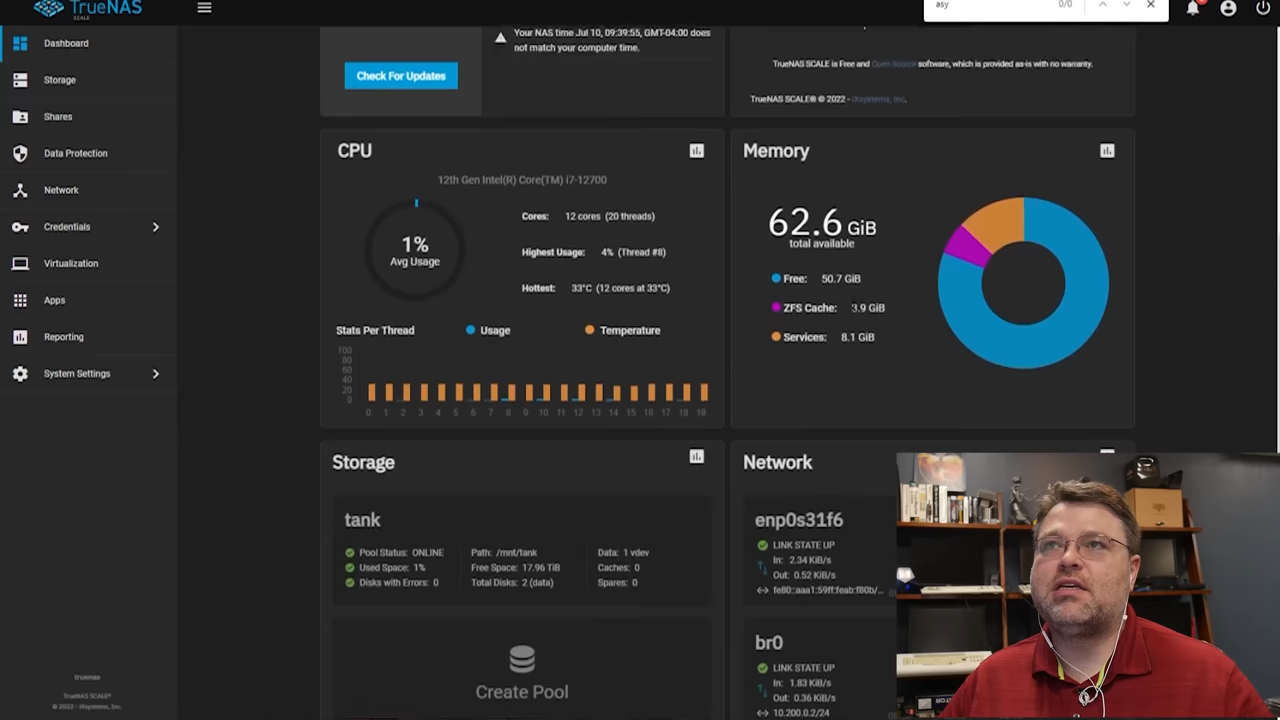 TrueNAS
SCALE
asy
0/0
Dashboard
Storage
Shares
Data Protection
Network
Credentials
Virtualization
Apps
Reporting
System Settings
truenas
TrueNAS SCALE®
© 2022 - iXsystems, Inc.
Your NAS time Jul 10, 09:39:55, GMT-04:00 does
not match your computer time.
Check For Updates
TrueNAS SCALE is Free and Open Source software, which is provided as-is with no warranty.
TrueNAS SCALE® © 2022 - iXsystems, Inc.
CPU
12th Gen Intel(R) Core(TM) i7-12700
1%
Avg Usage
Cores: 12 cores (20 threads)
Highest Usage: 4% (Thread #8)
Hottest: 33°C (12 cores at 33°C)
Stats Per Thread
Usage
Temperature
100
80
60
40
20
0
0 1 2 3 4 5 6 7 8 9 10 11 12 13 14 15 16 17 18 19
Memory
62.6 GiB
total available
Free: 50.7 GiB
ZFS Cache: 3.9 GiB
Services: 8.1 GiB
Storage
tank
Pool Status: ONLINE
Used Space: 1%
Disks with Errors: 0
Path: /mnt/tank
Free Space: 17.96 TiB
Total Disks: 2 (data)
Data: 1 vdev
Caches: 0
Spares: 0
Create Pool
Network
enp0s31f6
LINK STATE UP
In: 2.34 KiB/s
Out: 0.52 KiB/s
fe80::aaa1:59ff:feab:f80b/...
br0
LINK STATE UP
In: 1.83 KiB/s
Out: 0.36 KiB/s
10.200.0.2/24